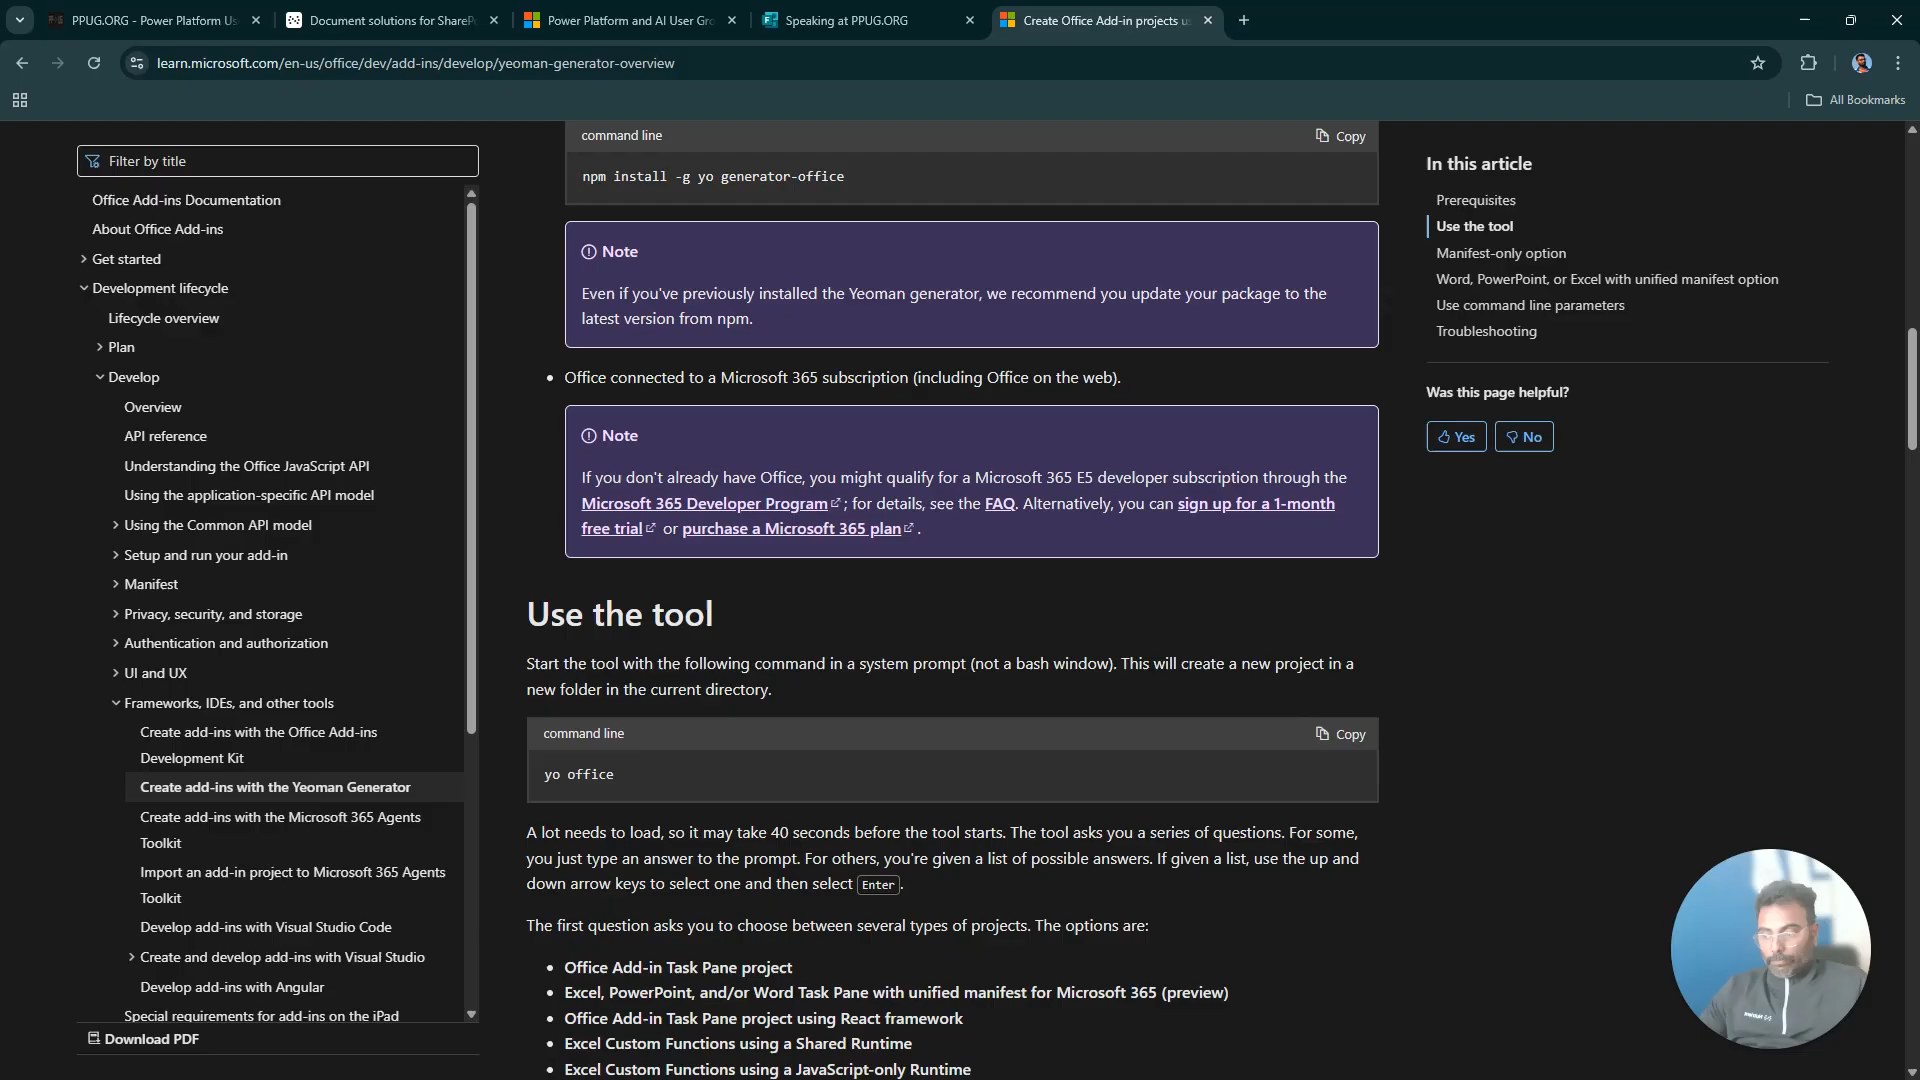 PPUG.ORG - Power Platform Us
Document solutions for ShareP
Power Platform and AI User Gro
Speaking at PPUG.ORG
Create Office Add-in projects u
learn.microsoft.com/en-us/office/dev/add-ins/develop/yeoman-generator-overview
All Bookmarks
Filter by title
Office Add-ins Documentation
About Office Add-ins
Get started
Development lifecycle
Lifecycle overview
Plan
Develop
Overview
API reference
Understanding the Office JavaScript API
Using the application-specific API model
Using the Common API model
Setup and run your add-in
Manifest
Privacy, security, and storage
Authentication and authorization
UI and UX
Frameworks, IDEs, and other tools
Create add-ins with the Office Add-ins
Development Kit
Create add-ins with the Yeoman Generator
Create add-ins with the Microsoft 365 Agents
Toolkit
Import an add-in project to Microsoft 365 Agents
Toolkit
Develop add-ins with Visual Studio Code
Create and develop add-ins with Visual Studio
Develop add-ins with Angular
Special requirements for add-ins on the iPad
Download PDF
command line
Copy
npm install -g yo generator-office
Note
Even if you've previously installed the Yeoman generator, we recommend you update your package to the
latest version from npm.
• Office connected to a Microsoft 365 subscription (including Office on the web).
Note
If you don't already have Office, you might qualify for a Microsoft 365 E5 developer subscription through the
Microsoft 365 Developer Program ; for details, see the FAQ. Alternatively, you can sign up for a 1-month
free trial or purchase a Microsoft 365 plan .
Use the tool
Start the tool with the following command in a system prompt (not a bash window). This will create a new project in a
new folder in the current directory.
command line
Copy
yo office
A lot needs to load, so it may take 40 seconds before the tool starts. The tool asks you a series of questions. For some,
you just type an answer to the prompt. For others, you're given a list of possible answers. If given a list, use the up and
down arrow keys to select one and then select Enter.
The first question asks you to choose between several types of projects. The options are:
• Office Add-in Task Pane project
• Excel, PowerPoint, and/or Word Task Pane with unified manifest for Microsoft 365 (preview)
• Office Add-in Task Pane project using React framework
• Excel Custom Functions using a Shared Runtime
• Excel Custom Functions using a JavaScript-only Runtime
In this article
Prerequisites
Use the tool
Manifest-only option
Word, PowerPoint, or Excel with unified manifest option
Use command line parameters
Troubleshooting
Was this page helpful?
Yes
No